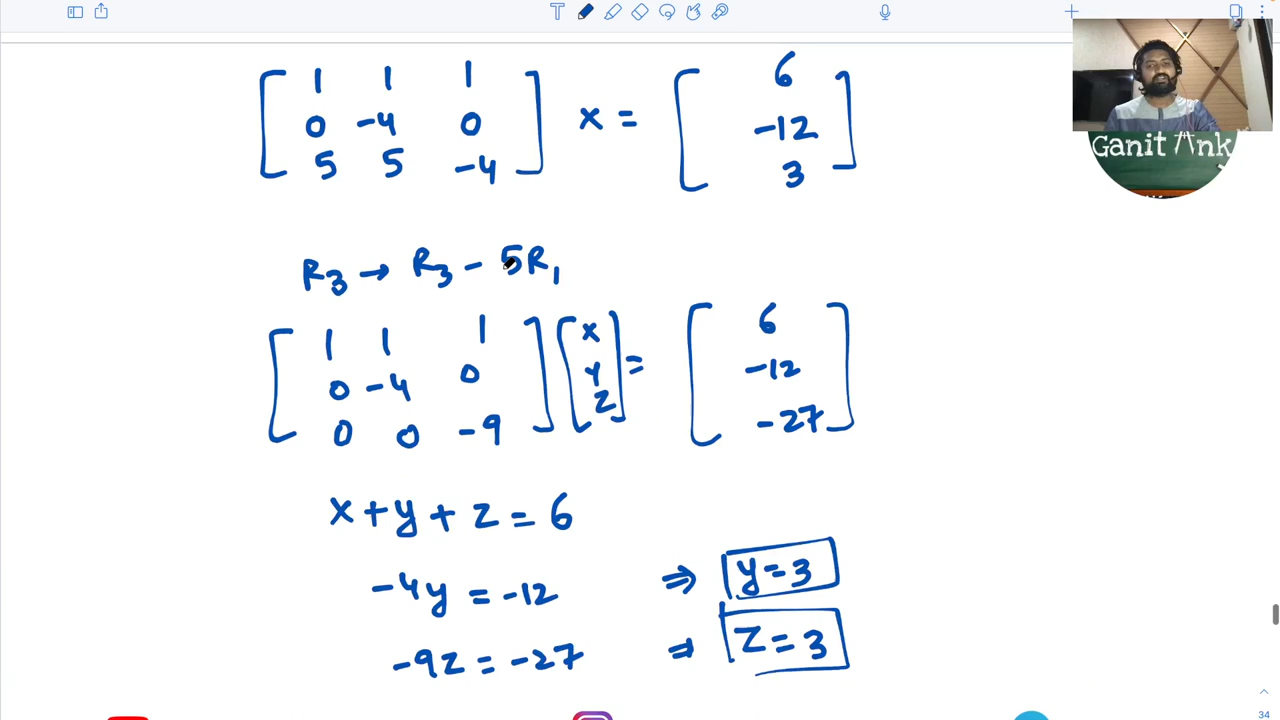 1 1 1 6
0 -4 0 x = -12
5 5 -4 3
Ganit Ank
R3 → R3 - 5R1
1 1 1 x 6
0 -4 0 y = -12
0 0 -9 z -27
x + y + z = 6
-4y = -12 ⇒ y = 3
-9z = -27 ⇒ z = 3
34